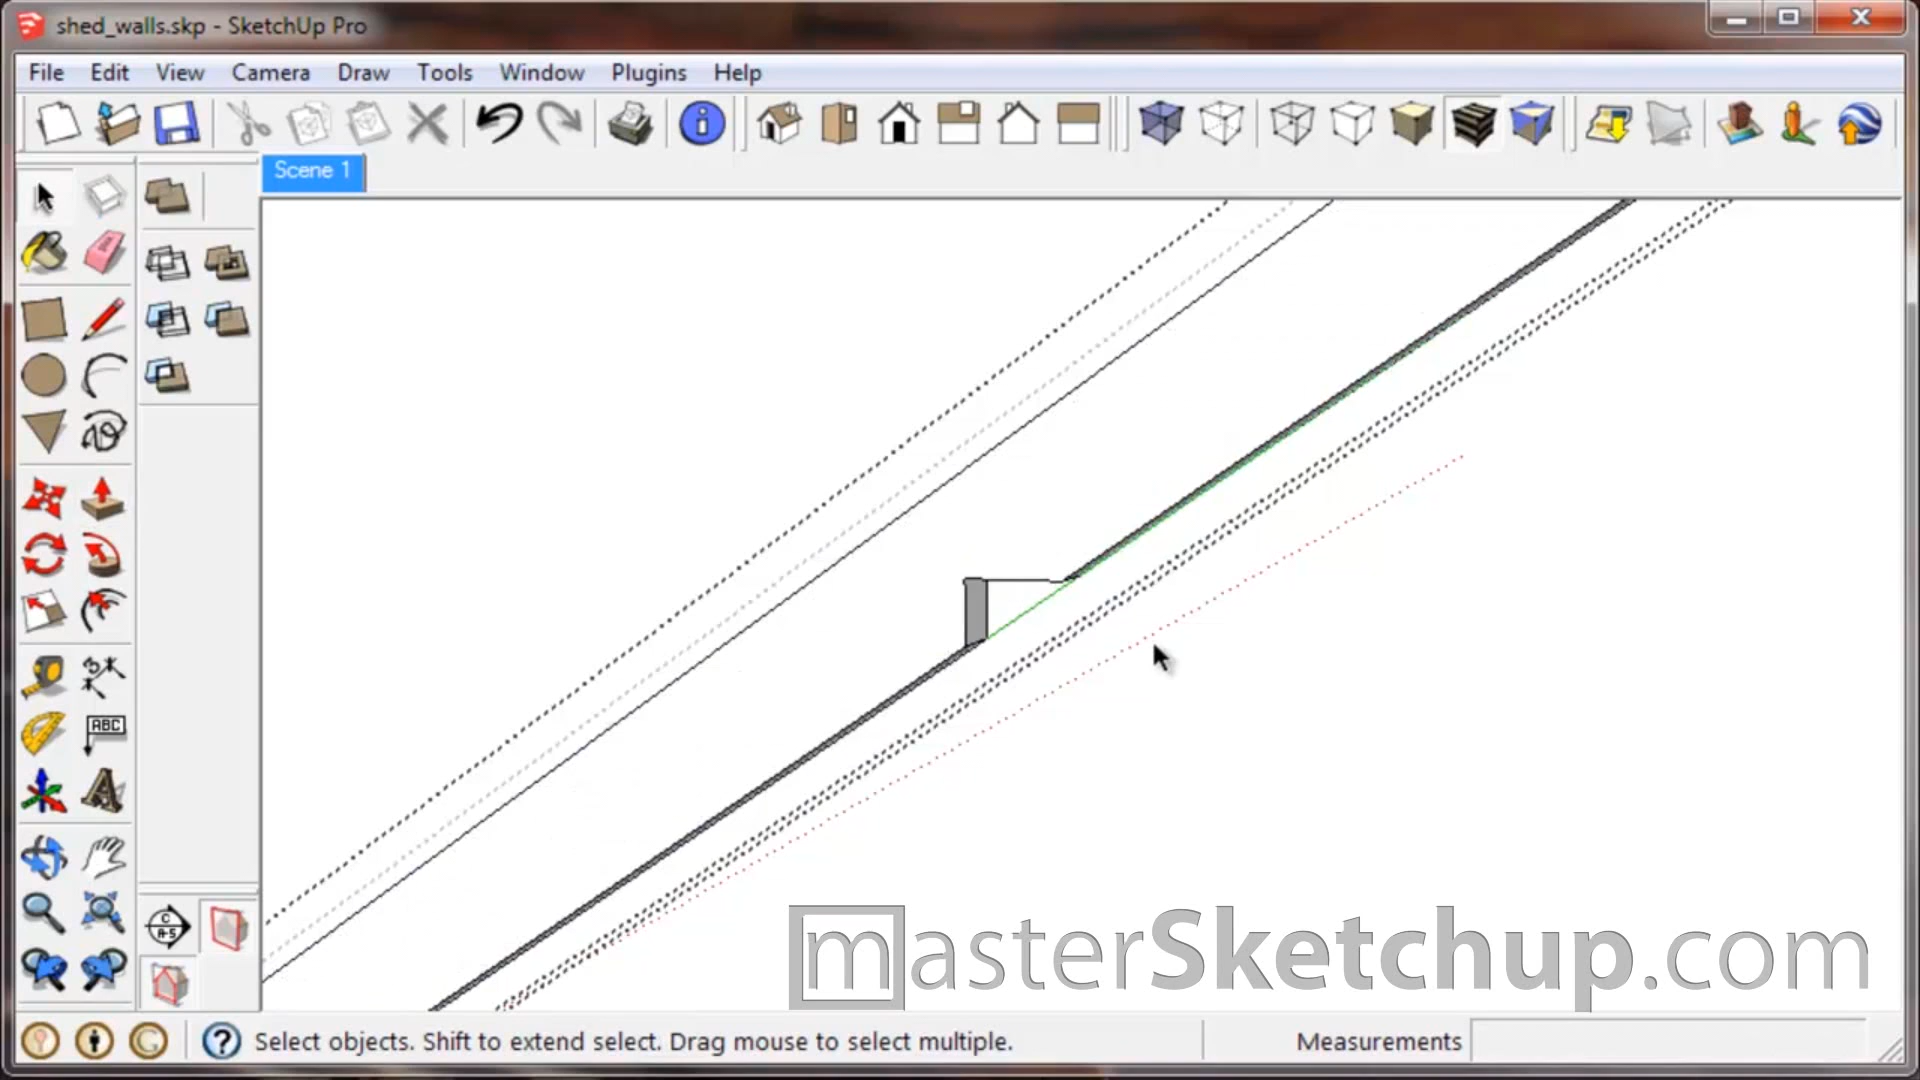 shed_walls.skp - SketchUp Pro
File Edit View Camera Draw Tools Window Plugins Help
Scene 1
ABC
C
A-5
masterSketchup.com
Select objects. Shift to extend select. Drag mouse to select multiple.
Measurements